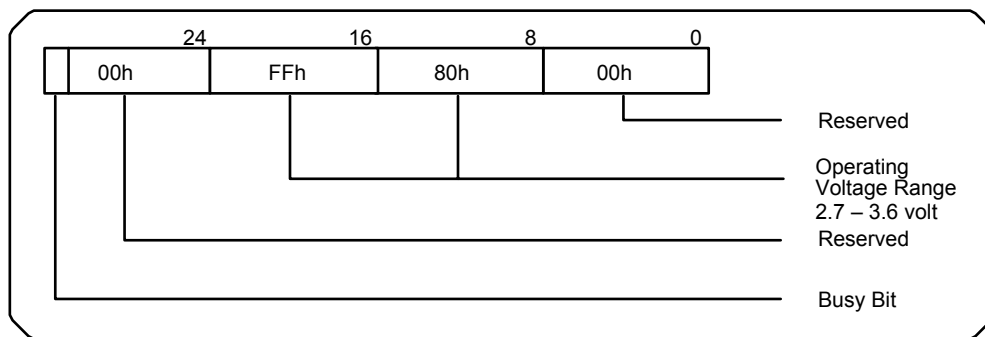 24 16 8 0
00h FFh 80h 00h
Reserved
Operating
Voltage Range
2.7 – 3.6 volt
Reserved
Busy Bit